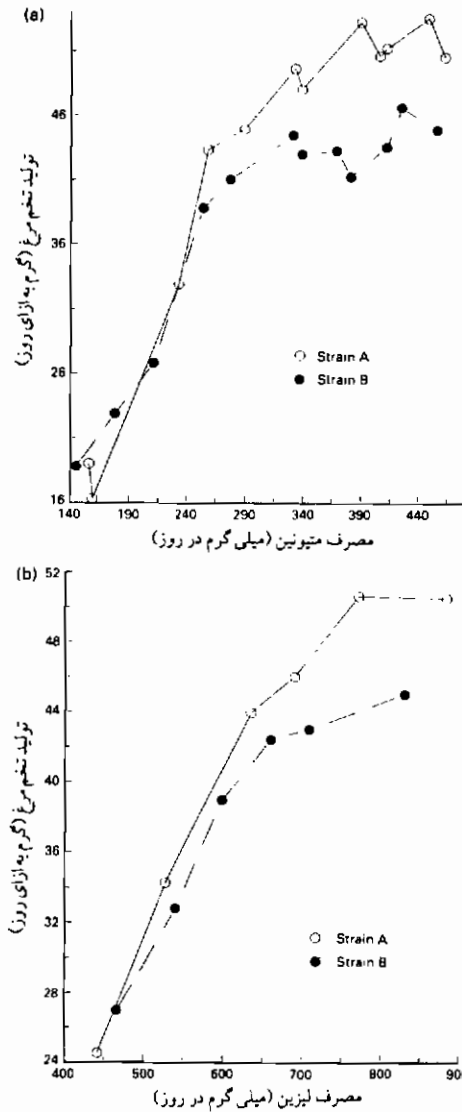 (a)
46
36
26
16
تولید تخم مرغ (گرم به ازای روز)
Strain A
Strain B
140 190 240 290 340 390 440
مصرف متیونین (میلی گرم در روز)
(b)
52
48
44
40
36
32
28
24
تولید تخم مرغ (گرم به ازای روز)
Strain A
Strain B
400 500 600 700 800 90
مصرف لیزین (میلی گرم در روز)